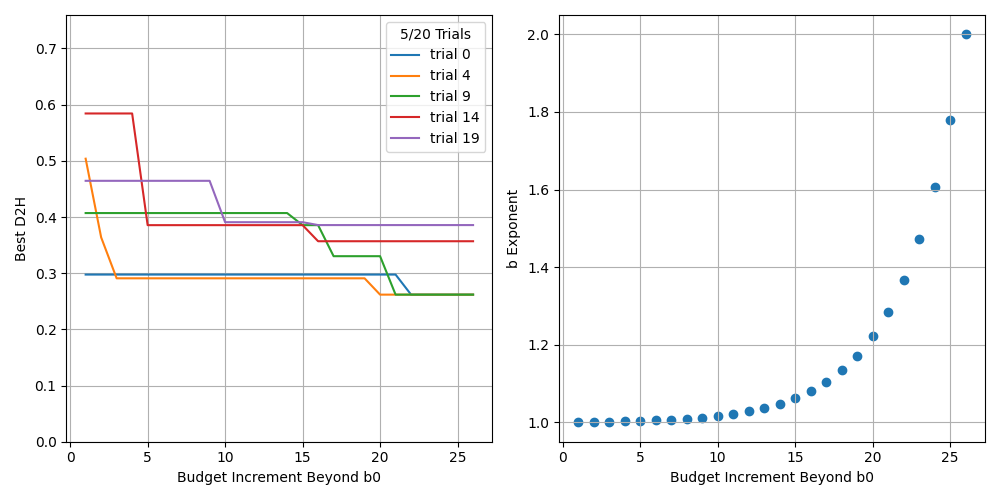 5/20 Trials
trial 0
trial 4
trial 9
trial 14
trial 19
Best D2H
0.7
0.6
0.5
0.4
0.3
0.2
0.1
0.0
0 5 10 15 20 25
Budget Increment Beyond b0
b Exponent
2.0
1.8
1.6
1.4
1.2
1.0
0 5 10 15 20 25
Budget Increment Beyond b0